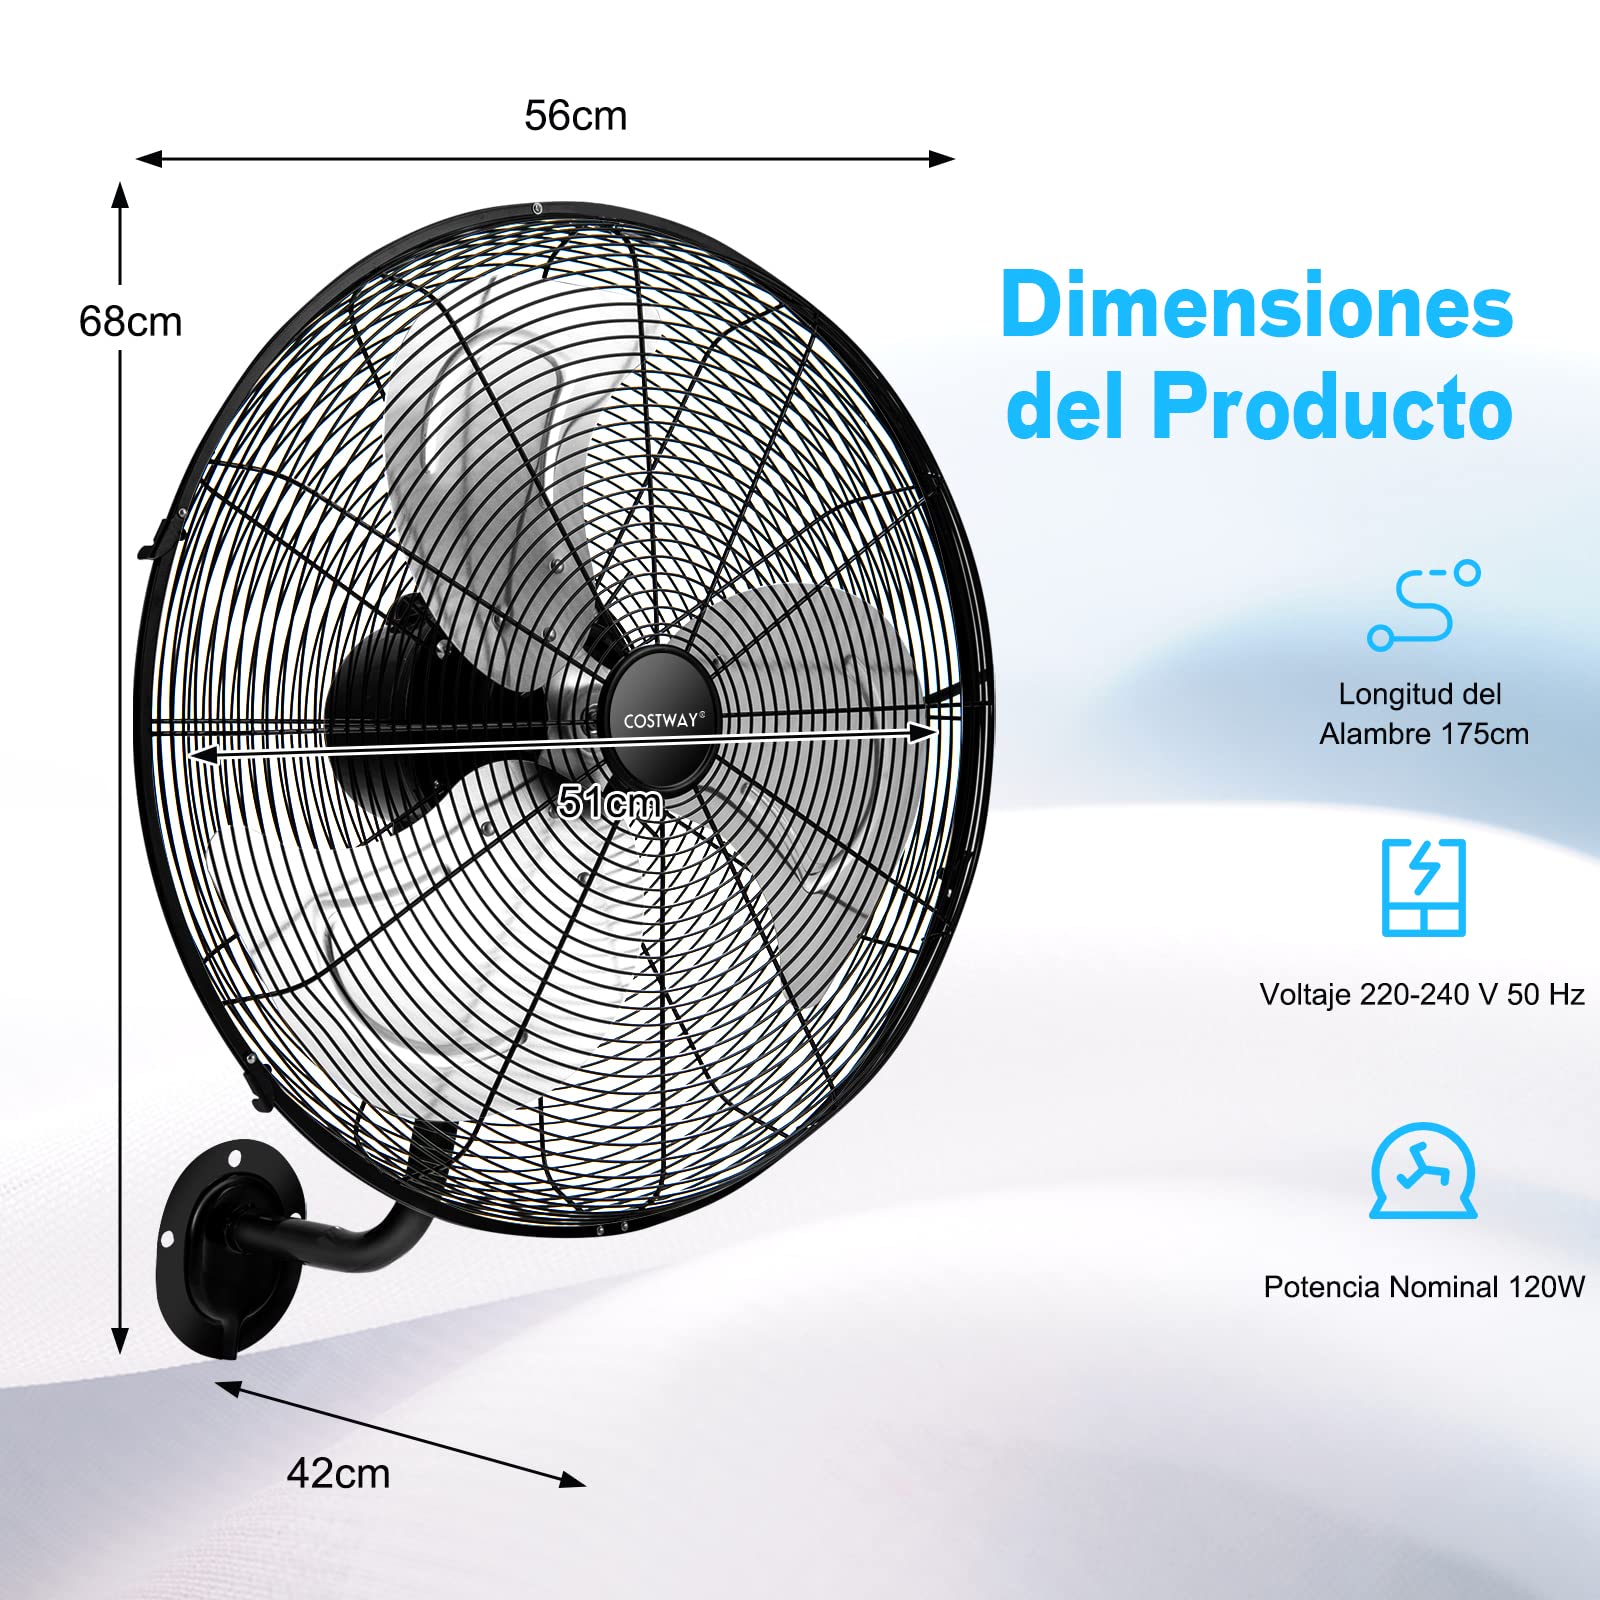 56cm
68cm
Dimensiones
del Producto
Longitud del
Alambre 175cm
COSTWAY®
51cm
Voltaje 220-240 V 50 Hz
Potencia Nominal 120W
42cm